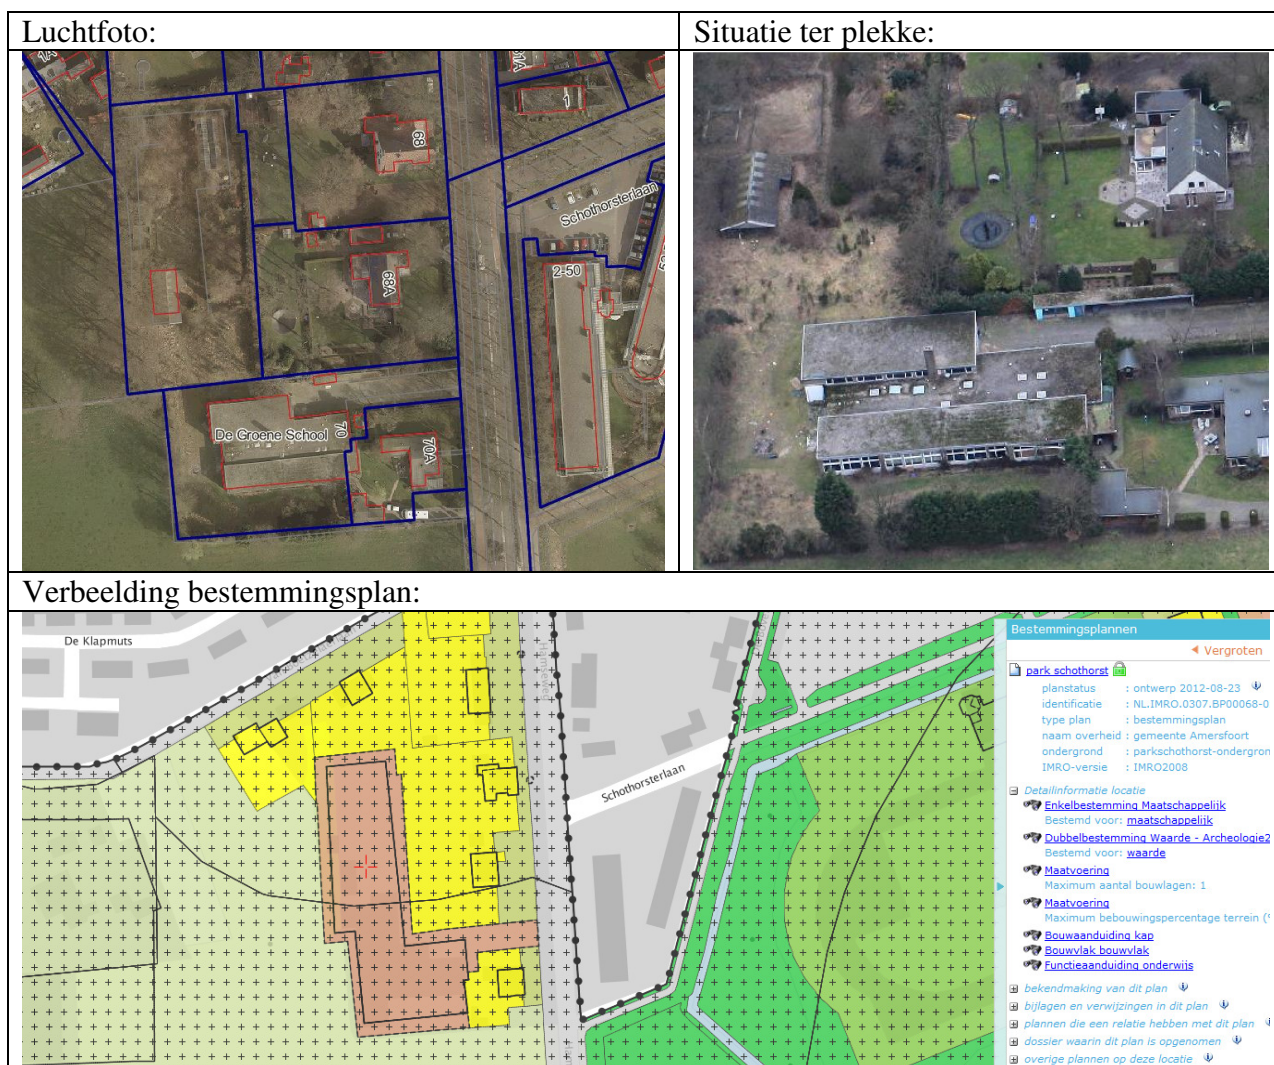 Luchtfoto:
Situatie ter plekke:
1A
51A
1
68
Schothorsterlaan
2-50
68A
De Groene School
70
70A
Verbeelding bestemmingsplan:
De Klapmuts
Schothorsterlaan
Bestemmingsplannen
Vergroten
park schothorst
planstatus : ontwerp 2012-08-23
identificatie : NL.IMRO.0307.BP00068-0
type plan : bestemmingsplan
naam overheid : gemeente Amersfoort
ondergrond : parkschothorst-ondergron
IMRO-versie : IMRO2008
Detailinformatie locatie
Enkelbestemming Maatschappelijk
Bestemd voor: maatschappelijk
Dubbelbestemming Waarde - Archeologie2
Bestemd voor: waarde
Maatvoering
Maximum aantal bouwlagen: 1
Maatvoering
Maximum bebouwingspercentage terrein (%
Bouwaanduiding kap
Bouwvlak bouwvlak
Functieaanduiding onderwijs
bekendmaking van dit plan
bijlagen en verwijzingen in dit plan
plannen die een relatie hebben met dit plan
dossier waarin dit plan is opgenomen
overige plannen op deze locatie